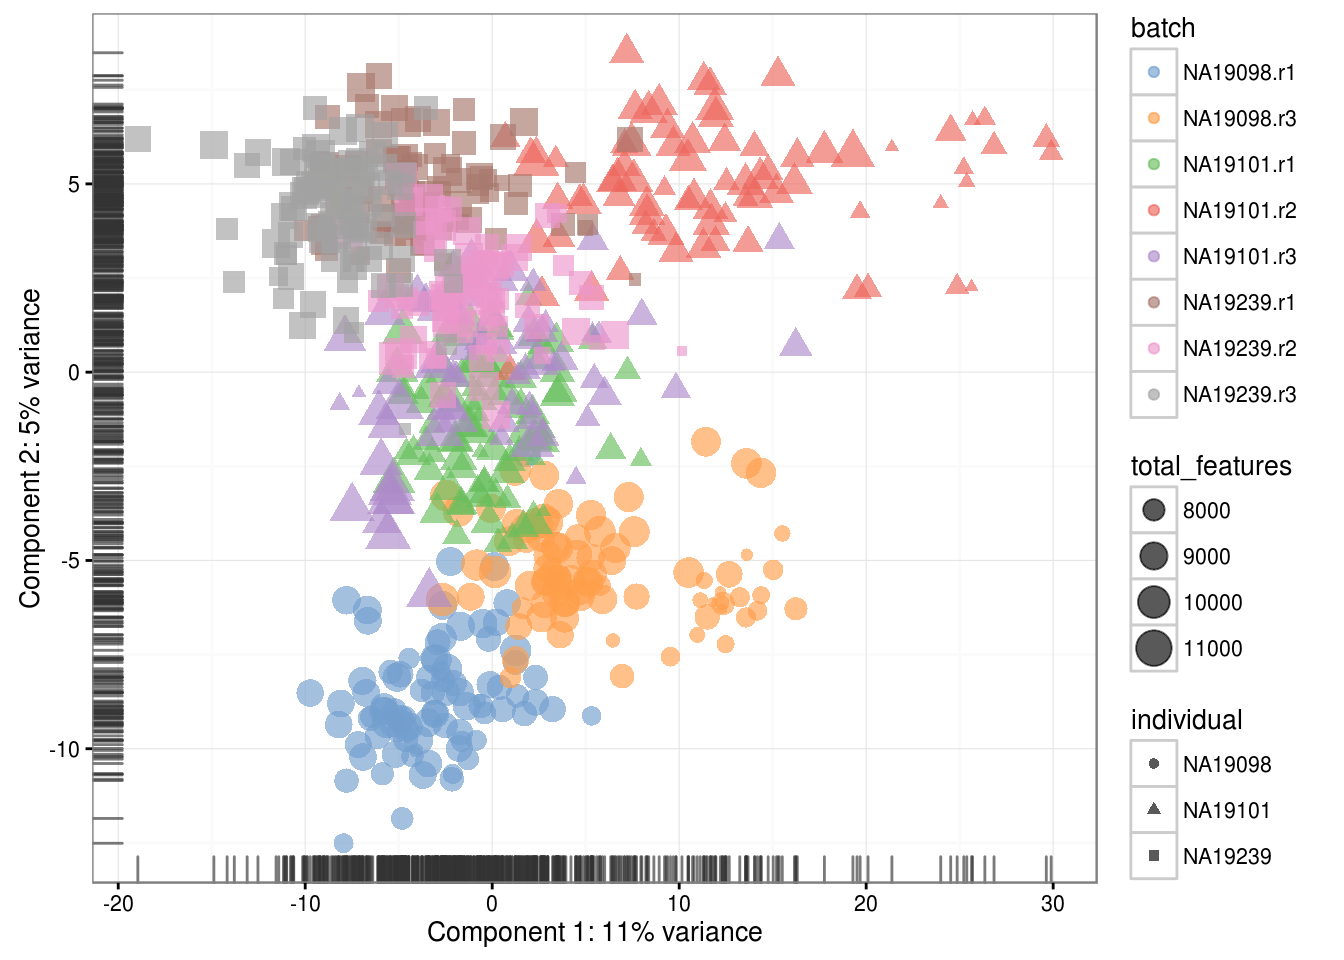 batch
NA19098.r1
NA19098.r3
NA19101.r1
NA19101.r2
NA19101.r3
NA19239.r1
NA19239.r2
NA19239.r3
total_features
8000
9000
10000
11000
individual
NA19098
NA19101
NA19239
Component 2: 5% variance
5
0
-5
-10
-20
-10
0
10
20
30
Component 1: 11% variance